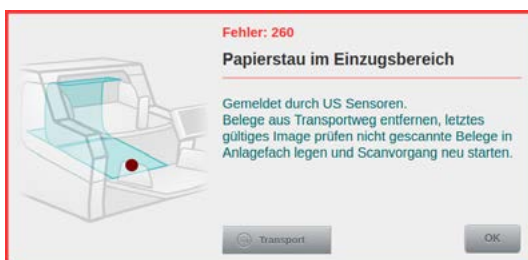 Fehler: 260
Papierstau im Einzugsbereich
Gemeldet durch US Sensoren.
Belege aus Transportweg entfernen, letztes
gültiges Image prüfen nicht gescannte Belege in
Anlagefach legen und Scanvorgang neu starten.
Transport
OK